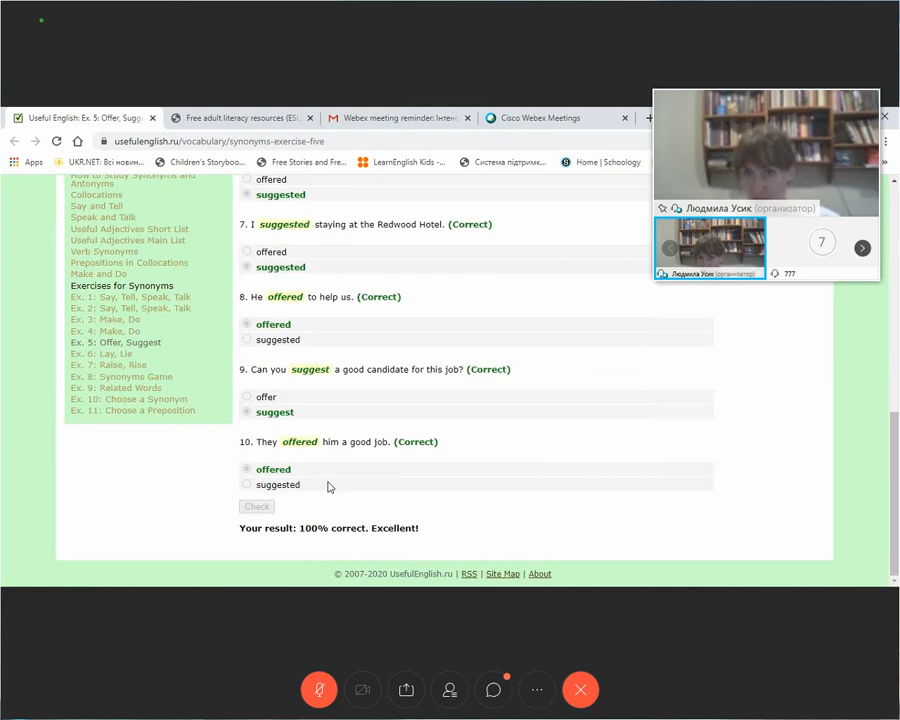 Useful English: Ex. 5: Offer, Sugge
Free adult literacy resources (ESL
Webex meeting reminder: Інтен
Cisco Webex Meetings
usefulenglish.ru/vocabulary/synonyms-exercise-five
Apps
UKR.NET: Всі новин...
Children's Storyboo...
Free Stories and Fre...
LearnEnglish Kids -...
Система підтримк...
Home | Schoology
Людмила Усик (организатор)
Людмила Усик (организатор)
7
777
How to Study Synonyms and
Antonyms
Collocations
Say and Tell
Speak and Talk
Useful Adjectives Short List
Useful Adjectives Main List
Verb Synonyms
Prepositions in Collocations
Make and Do
Exercises for Synonyms
Ex. 1: Say, Tell, Speak, Talk
Ex. 2: Say, Tell, Speak, Talk
Ex. 3: Make, Do
Ex. 4: Make, Do
Ex. 5: Offer, Suggest
Ex. 6: Lay, Lie
Ex. 7: Raise, Rise
Ex. 8: Synonyms Game
Ex. 9: Related Words
Ex. 10: Choose a Synonym
Ex. 11: Choose a Preposition
offered
suggested
7. I suggested staying at the Redwood Hotel. (Correct)
offered
suggested
8. He offered to help us. (Correct)
offered
suggested
9. Can you suggest a good candidate for this job? (Correct)
offer
suggest
10. They offered him a good job. (Correct)
offered
suggested
Check
Your result: 100% correct. Excellent!
© 2007-2020 UsefulEnglish.ru | RSS | Site Map | About